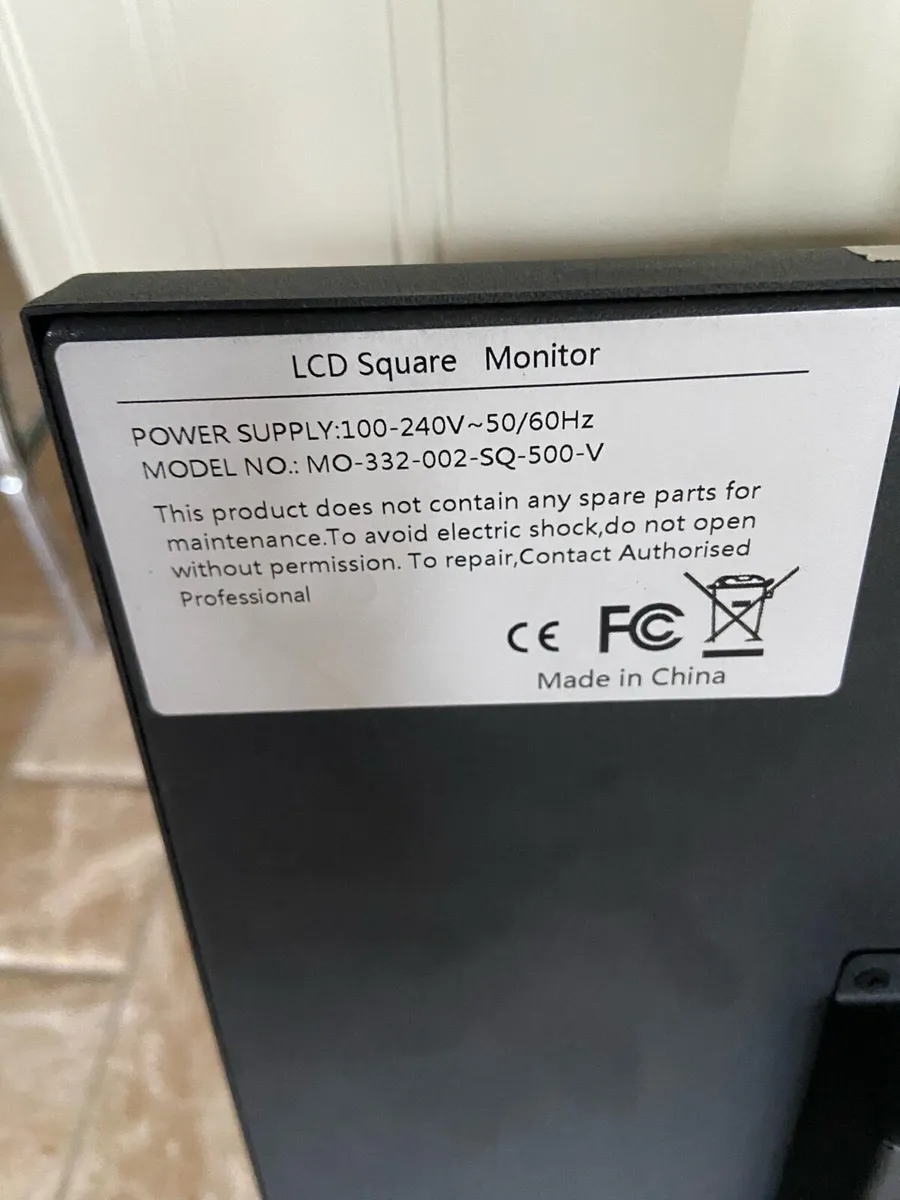 LCD Square Monitor
POWER SUPPLY:100-240V~50/60Hz
MODEL NO.: MO-332-002-SQ-500-V
This product does not contain any spare parts for
maintenance.To avoid electric shock,do not open
without permission. To repair,Contact Authorised
Professional
CE FC
Made in China